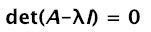 det(A-λI) = 0